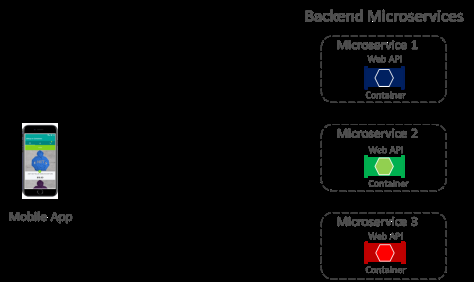 Backend Microservices
Microservice 1
Web API
Container
Microservice 2
Web API
Container
Mobile App
Microservice 3
Web API
Container